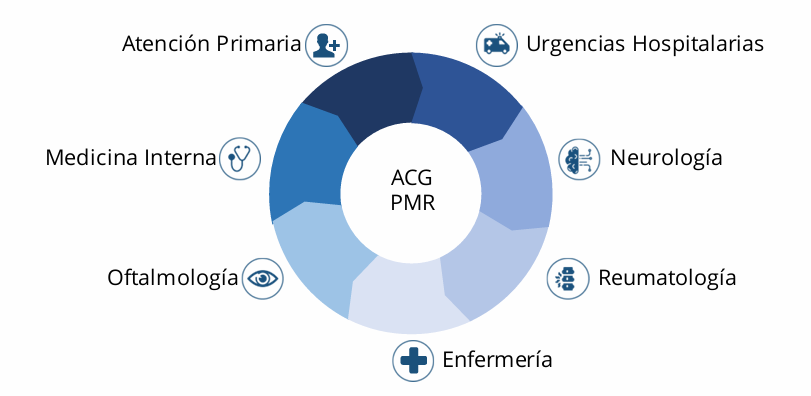 Atención Primaria
Urgencias Hospitalarias
Medicina Interna
ACG
PMR
Neurología
Oftalmología
Reumatología
Enfermería